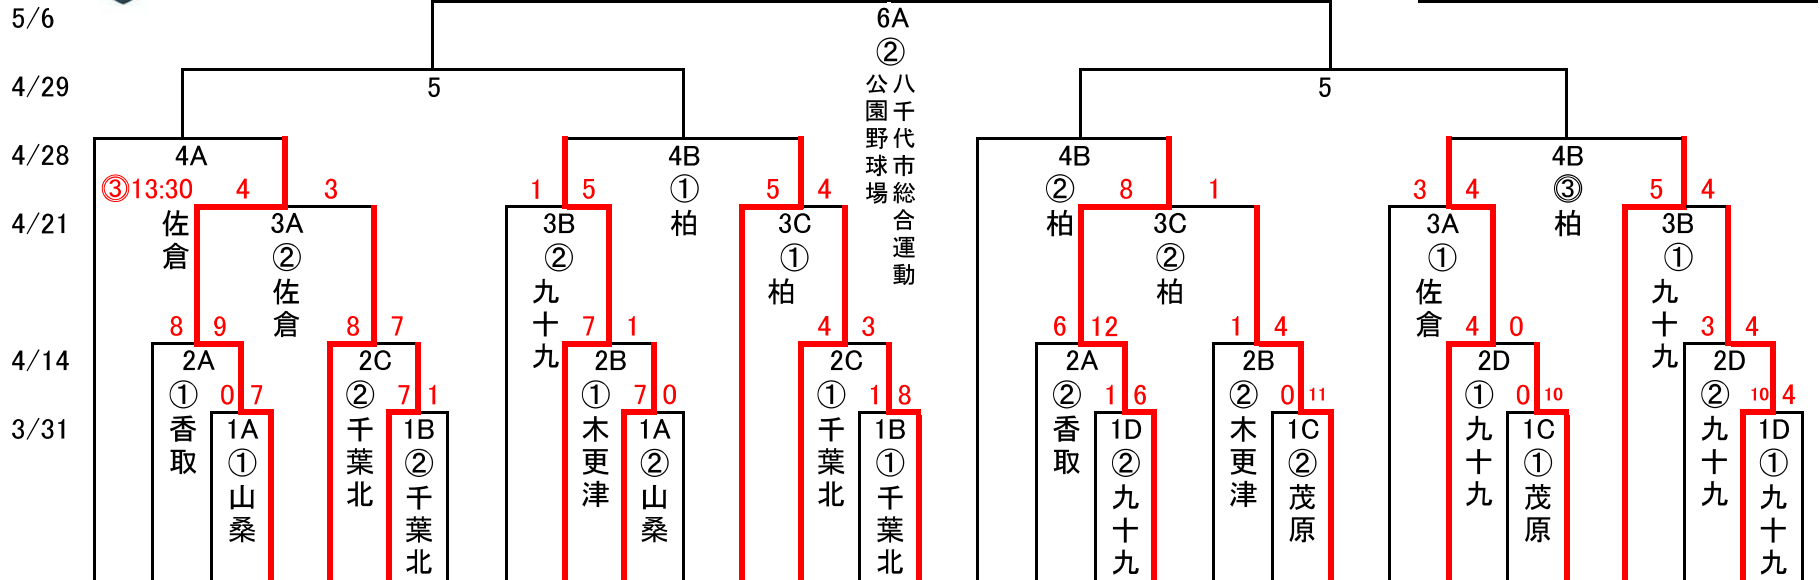 5/6
6A
②
八千代市総合運動
公園野球場
4/29
5
5
4/28
4A
4B
4B
4B
③13:30
4
3
1
5
①
5
4
②
8
1
3
4
③
5
4
佐倉
柏
柏
柏
4/21
3A
3B
3C
3C
3A
3B
②
②
①
②
①
①
佐倉
九十九
柏
柏
佐倉
九十九
8
9
8
7
7
1
4
3
6
12
1
4
4
0
3
4
4/14
2A
2C
2B
2C
2A
2B
2D
2D
①
②
①
①
②
②
①
②
香取
千葉北
木更津
千葉北
香取
木更津
九十九
九十九
0
7
7
1
7
0
1
8
1
6
0
11
0
10
10
4
3/31
1A
1B
1A
1B
1D
1C
1C
1D
①
②
②
①
②
②
①
①
山桑
千葉北
山桑
千葉北
九十九
茂原
茂原
九十九